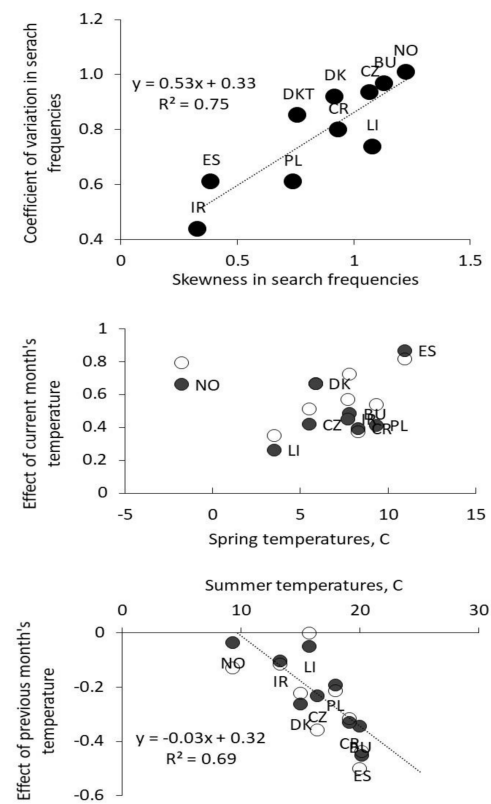 1.2
NO
BU
CZ
1.0
DK
y = 0.53x + 0.33
R² = 0.75
DKT
CR
0.8
LI
ES
PL
0.6
IR
0.4
0
0.5
1
1.5
Coefficient of variation in serach
frequencies
Skewness in search frequencies
1
ES
0.8
NO
DK
0.6
BU
IR
CZ
CR
PL
0.4
LI
0.2
0
-5
0
5
10
15
Effect of current month's
temperature
Spring temperatures, C
Summer temperatures, C
0
10
20
30
0
NO
LI
IR
-0.2
PL
CZ
DK
y = -0.03x + 0.32
R² = 0.69
CR
BU
-0.4
ES
-0.6
Effect of previous month's
temperature